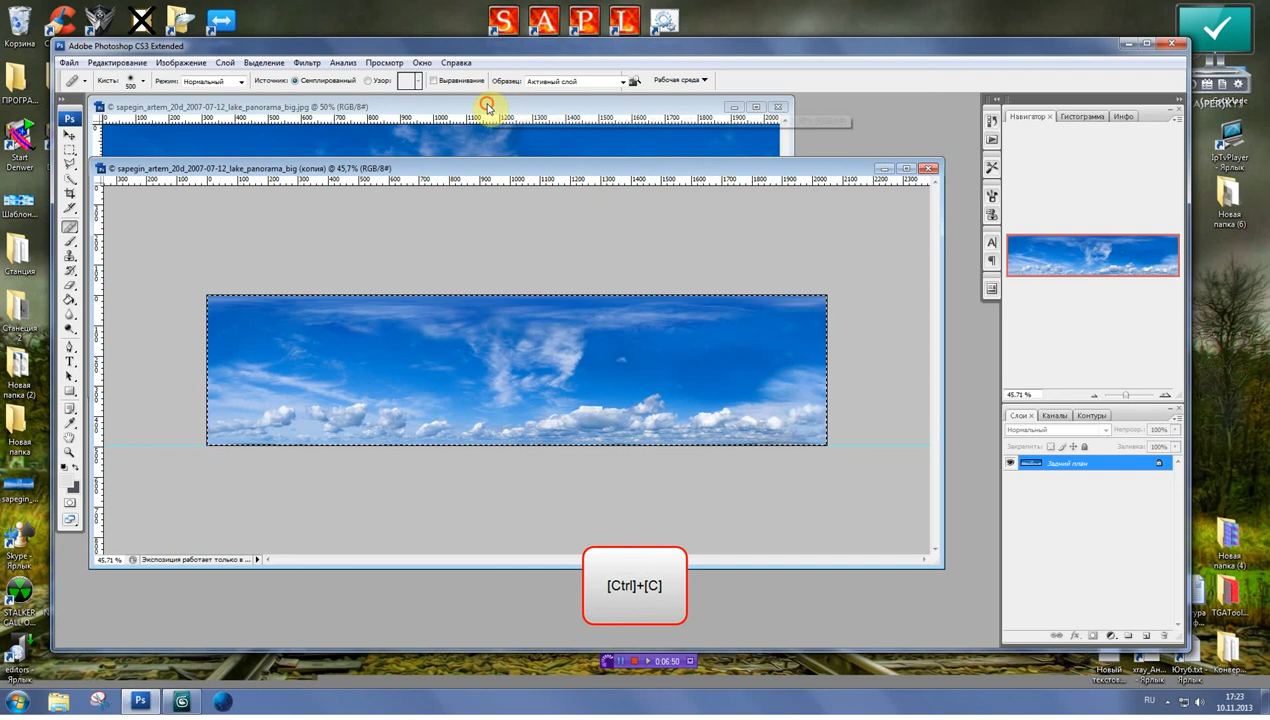 S A P L
Корзина
Adobe Photoshop CS3 Extended
Файл Редактирование Изображение Слой Выделение Фильтр Анализ Просмотр Окно Справка
Кисть: 500 Режим: Нормальный Источник: Сэмплированный Узор: Выравнивание Образец: Активный слой Рабочая среда
© sapegin_artem_20d_2007-07-12_lake_panorama_big.jpg @ 50% (RGB/8#)
© sapegin_artem_20d_2007-07-12_lake_panorama_big (копия) @ 45,7% (RGB/8#)
Ps
Навигатор Гистограмма Инфо
45.71 %
Слои Каналы Контуры
Нормальный Непрозр.: 100%
Закрепить: Заливка: 100%
Задний план
45.71 % Экспозиция работает только в ...
[Ctrl]+[C]
0:06:50
ПРОГРА...
Start
Denwer
Шаблон...
Станция
Станция
2
Новая
папка (2)
Новая
папка
sapegin_...
Skype -
Ярлык
STALKER
CALL O...
editors -
Ярлык
KASPERSKY
IpTvPlayer
- Ярлык
Новая
папка (6)
Новая
папка (4)
TGATool...
Новый
текстов...
xray_Ан...
- Ярлык
Ютуб.txt -
Ярлык
Конвер...
RU
17:23
10.11.2013